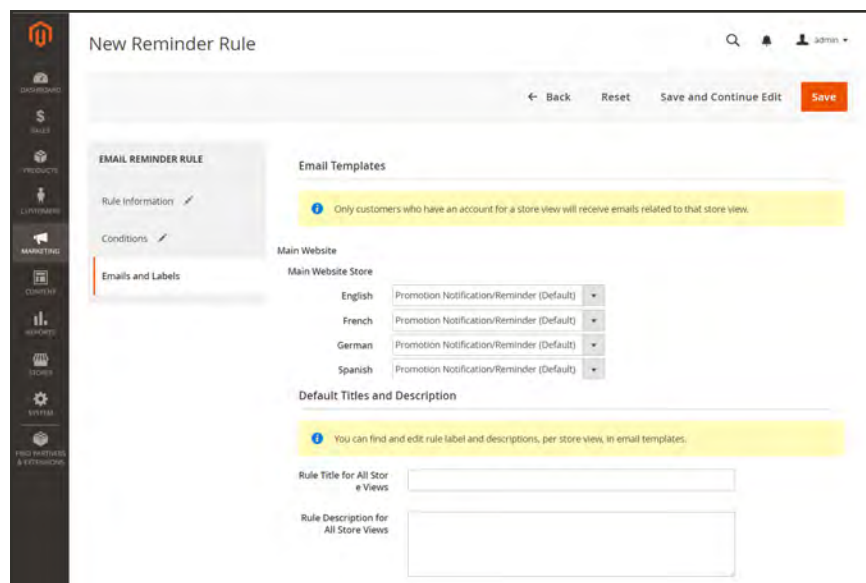 New Reminder Rule
admin
← Back
Reset
Save and Continue Edit
Save
DASHBOARD
SALES
PRODUCTS
CUSTOMERS
MARKETING
CONTENT
REPORTS
STORES
SYSTEM
FIND PARTNERS
& EXTENSIONS
EMAIL REMINDER RULE
Rule Information
Conditions
Emails and Labels
Email Templates
Only customers who have an account for a store view will receive emails related to that store view.
Main Website
Main Website Store
English Promotion Notification/Reminder (Default)
French Promotion Notification/Reminder (Default)
German Promotion Notification/Reminder (Default)
Spanish Promotion Notification/Reminder (Default)
Default Titles and Description
You can find and edit rule label and descriptions, per store view, in email templates.
Rule Title for All Stor
e Views
Rule Description for
All Store Views